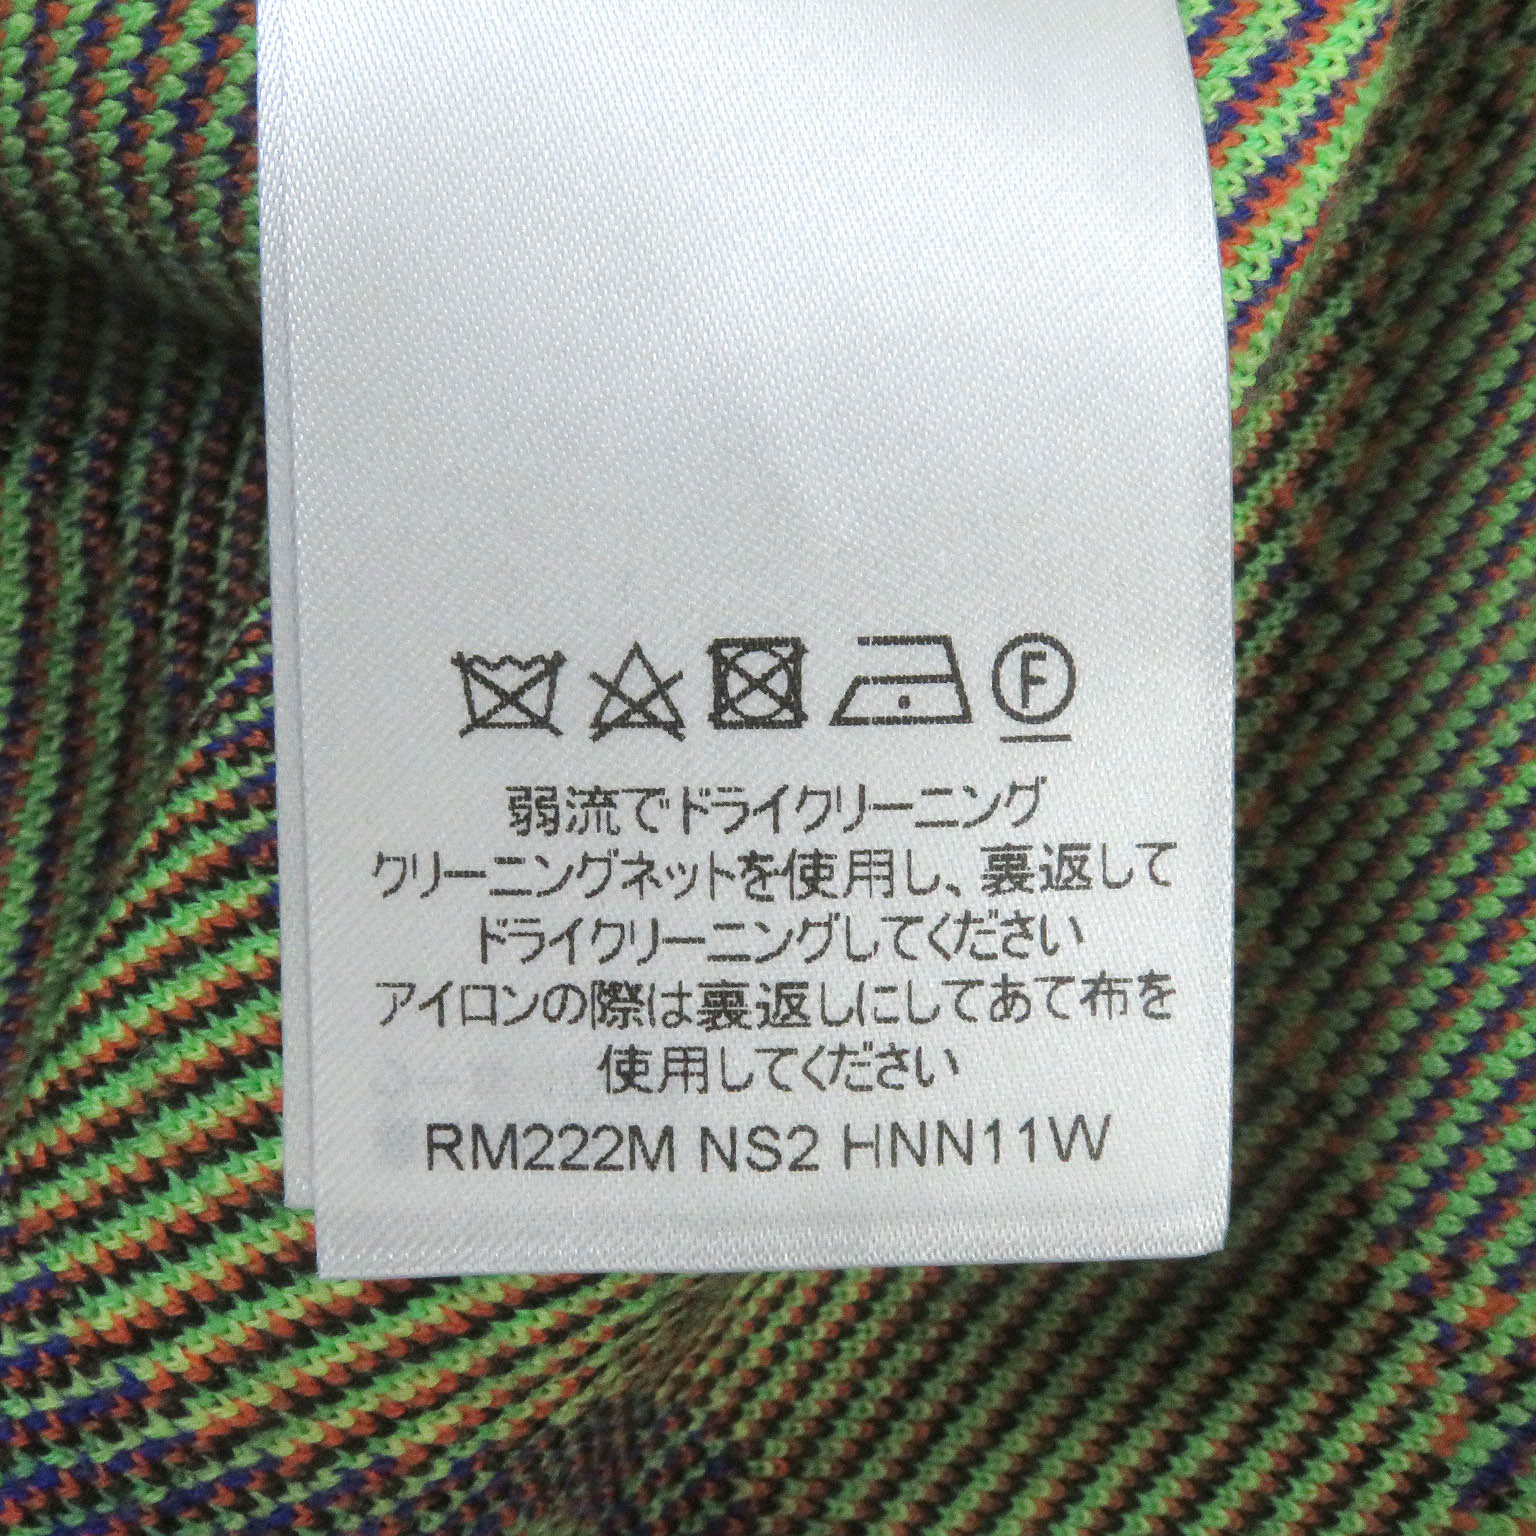 F
弱流でドライクリーニング
クリーニングネットを使用し、裏返して
ドライクリーニングしてください
アイロンの際は裏返しにしてあて布を
使用してください
RM222M NS2 HNN11W